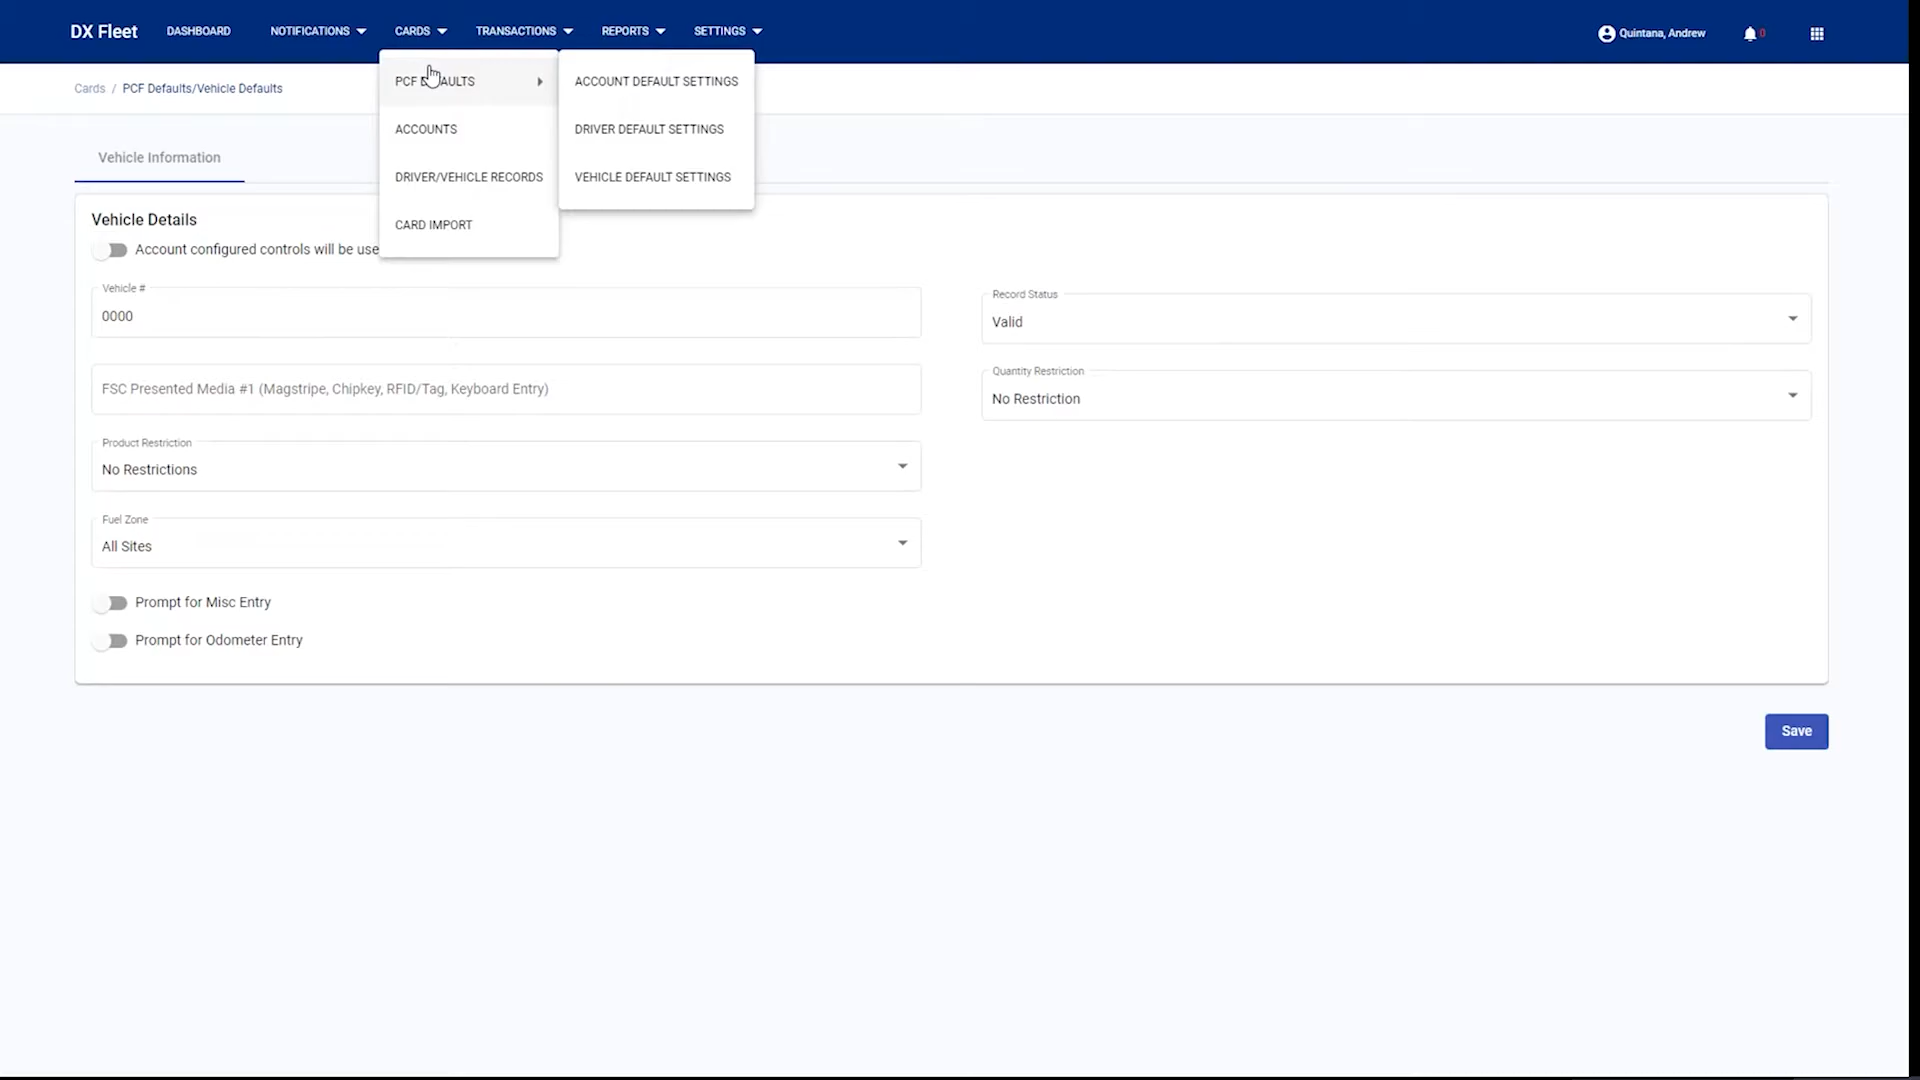 DX Fleet DASHBOARD NOTIFICATIONS CARDS TRANSACTIONS REPORTS SETTINGS Quintana, Andrew 0
Cards / PCF Defaults/Vehicle Defaults
PCF DEFAULTS
ACCOUNTS
DRIVER/VEHICLE RECORDS
CARD IMPORT
ACCOUNT DEFAULT SETTINGS
DRIVER DEFAULT SETTINGS
VEHICLE DEFAULT SETTINGS
Vehicle Information
Vehicle Details
Account configured controls will be use
Vehicle #
0000
FSC Presented Media #1 (Magstripe, Chipkey, RFID/Tag, Keyboard Entry)
Product Restriction
No Restrictions
Fuel Zone
All Sites
Prompt for Misc Entry
Prompt for Odometer Entry
Record Status
Valid
Quantity Restriction
No Restriction
Save